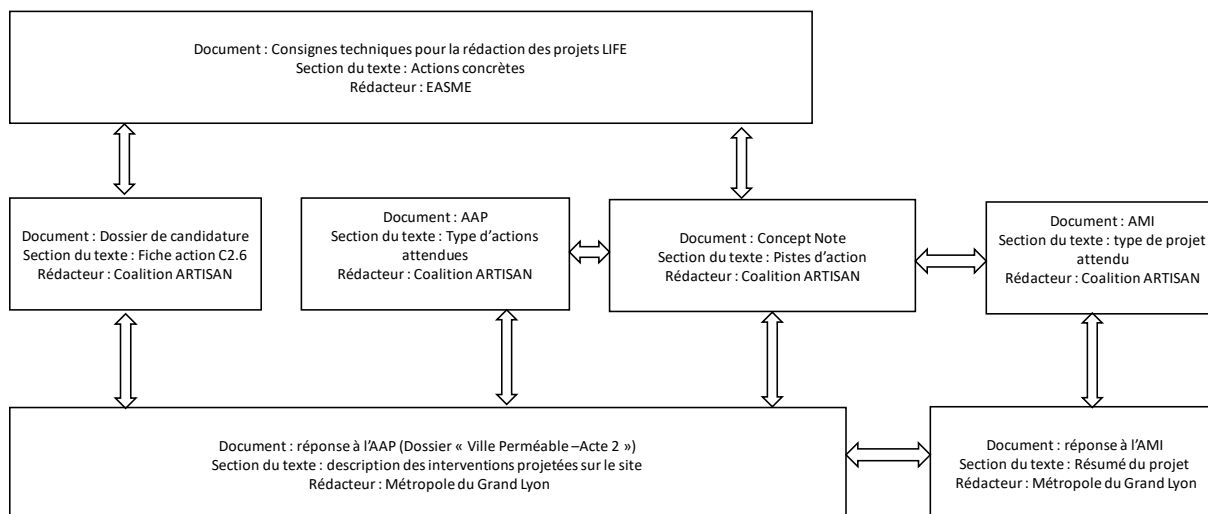 Document : Consignes techniques pour la rédaction des projets LIFE
Section du texte : Actions concrètes
Rédacteur : EASME
Document : Dossier de candidature
Section du texte : Fiche action C2.6
Rédacteur : Coalition ARTISAN
Document : AAP
Section du texte : Type d'actions
attendues
Rédacteur : Coalition ARTISAN
Document : Concept Note
Section du texte : Pistes d'action
Rédacteur : Coalition ARTISAN
Document : AMI
Section du texte : type de projet
attendu
Rédacteur : Coalition ARTISAN
Document : réponse à l'AAP (Dossier « Ville Perméable –Acte 2 »)
Section du texte : description des interventions projetées sur le site
Rédacteur : Métropole du Grand Lyon
Document : réponse à l'AMI
Section du texte : Résumé du projet
Rédacteur : Métropole du Grand Lyon